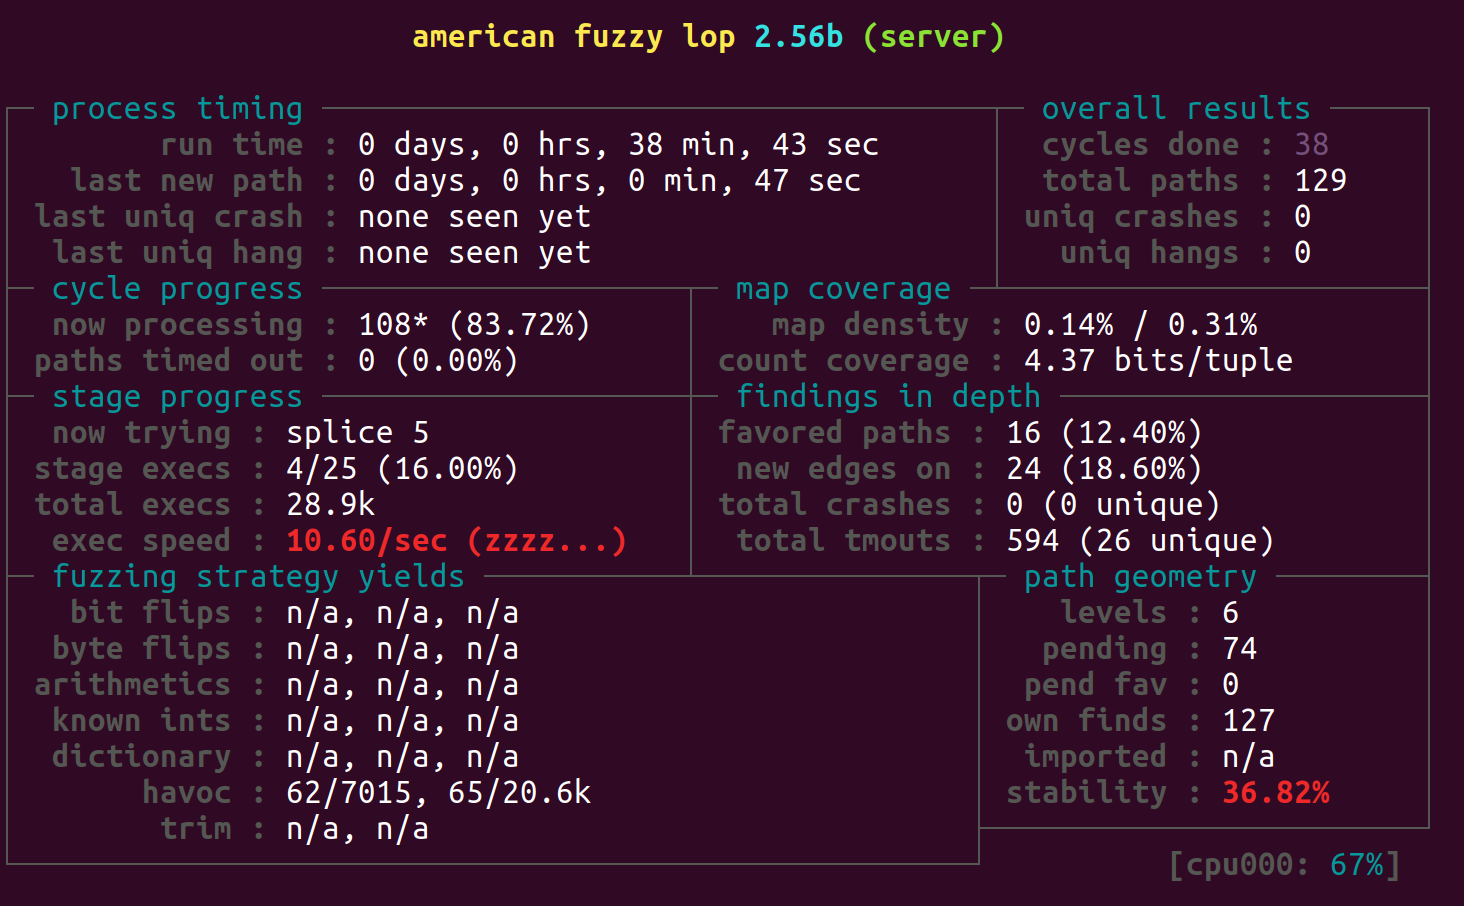 american fuzzy lop 2.56b (server)
process timing overall results
run time : 0 days, 0 hrs, 38 min, 43 sec cycles done : 38
last new path : 0 days, 0 hrs, 0 min, 47 sec total paths : 129
last uniq crash : none seen yet uniq crashes : 0
last uniq hang : none seen yet uniq hangs : 0
cycle progress map coverage
now processing : 108* (83.72%) map density : 0.14% / 0.31%
paths timed out : 0 (0.00%) count coverage : 4.37 bits/tuple
stage progress findings in depth
now trying : splice 5 favored paths : 16 (12.40%)
stage execs : 4/25 (16.00%) new edges on : 24 (18.60%)
total execs : 28.9k total crashes : 0 (0 unique)
exec speed : 10.60/sec (zzzz...) total tmouts : 594 (26 unique)
fuzzing strategy yields path geometry
bit flips : n/a, n/a, n/a levels : 6
byte flips : n/a, n/a, n/a pending : 74
arithmetics : n/a, n/a, n/a pend fav : 0
known ints : n/a, n/a, n/a own finds : 127
dictionary : n/a, n/a, n/a imported : n/a
havoc : 62/7015, 65/20.6k stability : 36.82%
trim : n/a, n/a
[cpu000: 67%]